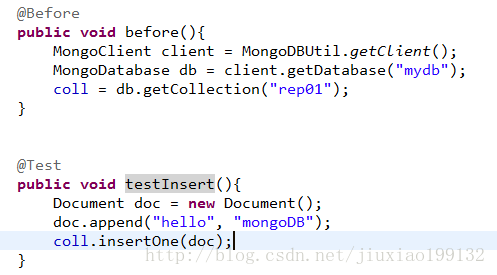 @Before
public void before(){
MongoClient client = MongoDBUtil.getClient();
MongoDatabase db = client.getDatabase("mydb");
coll = db.getCollection("rep01");
}
@Test
public void testInsert(){
Document doc = new Document();
doc.append("hello", "mongoDB");
coll.insertOne(doc);
}
http://blog.csdn.net/jiuxiao199132